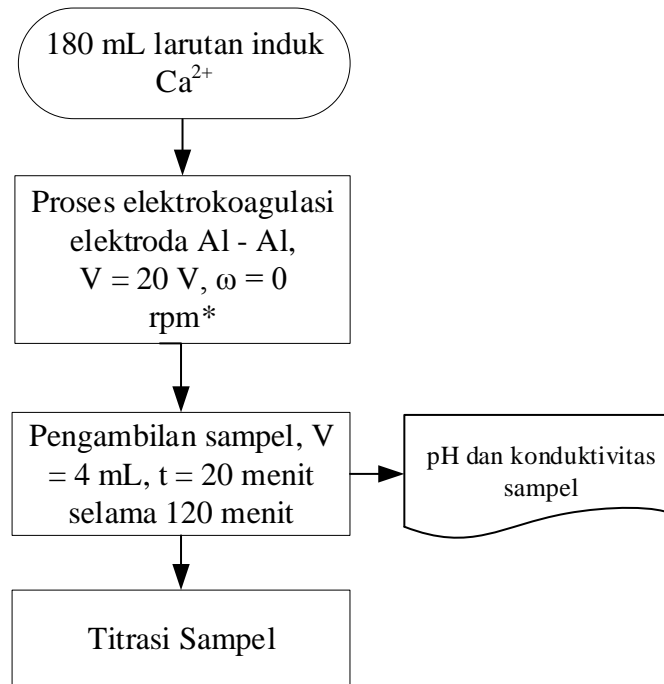 180 mL larutan induk
Ca²⁺
Proses elektrokoagulasi
elektroda Al - Al,
V = 20 V, ω = 0
rpm*
Pengambilan sampel, V
= 4 mL, t = 20 menit
selama 120 menit
pH dan konduktivitas
sampel
Titrasi Sampel